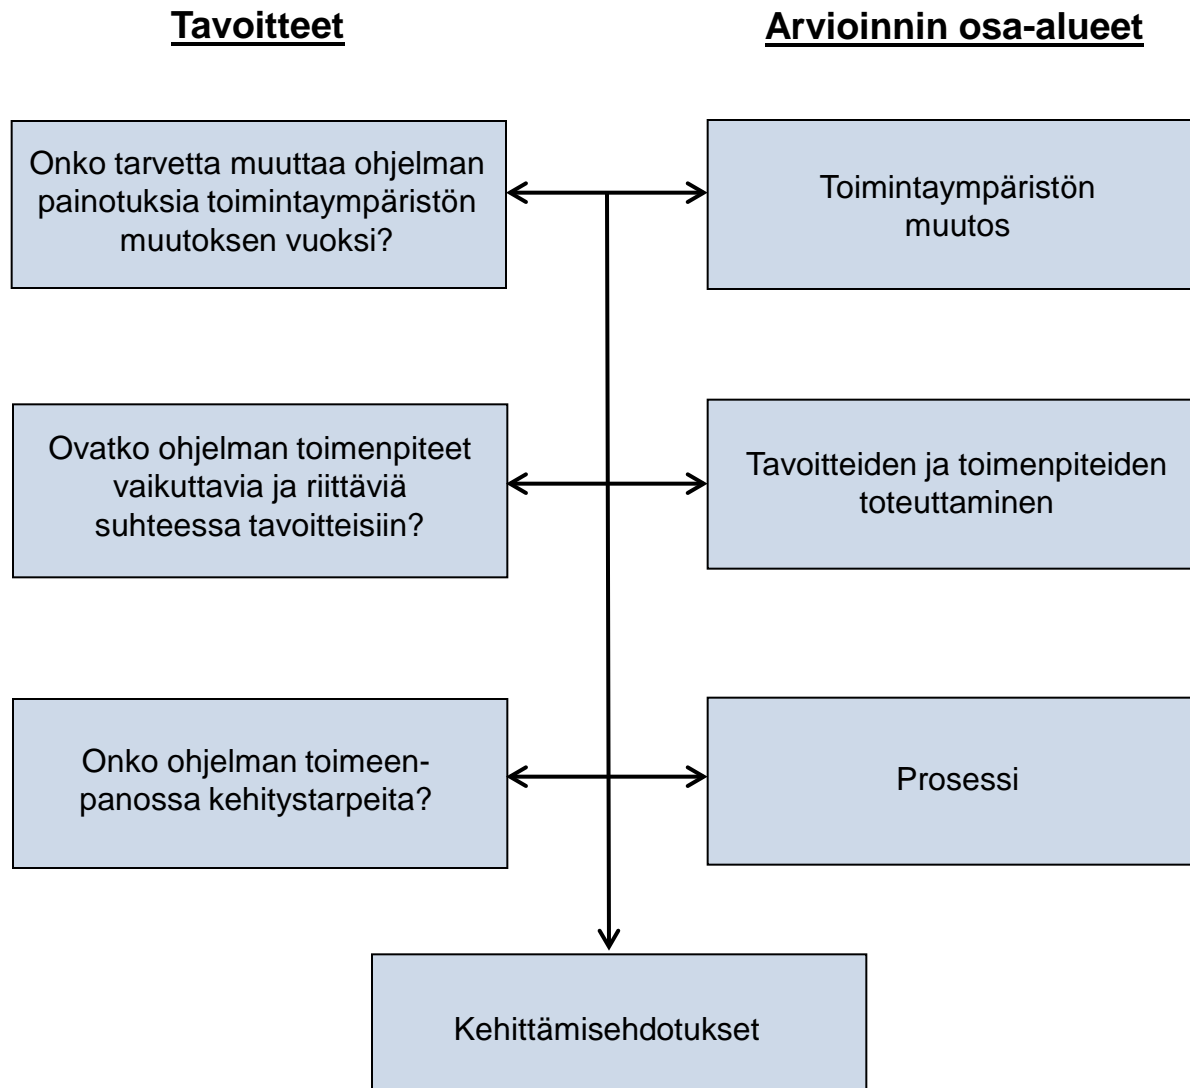 Tavoitteet
Arvioinnin osa-alueet
Onko tarvetta muuttaa ohjelman
painotuksia toimintaympäristön
muutoksen vuoksi?
Toimintaympäristön
muutos
Ovatko ohjelman toimenpiteet
vaikuttavia ja riittäviä
suhteessa tavoitteisiin?
Tavoitteiden ja toimenpiteiden
toteuttaminen
Onko ohjelman toimeen-
panossa kehitystarpeita?
Prosessi
Kehittämisehdotukset